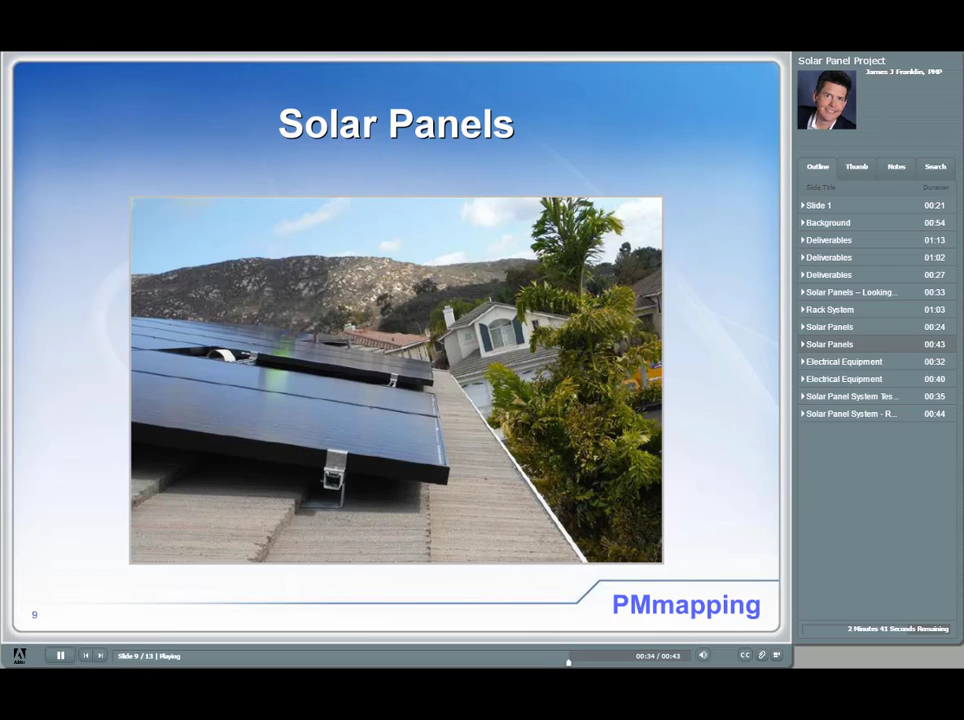 Solar Panels
PMmapping
9
Solar Panel Project
James J Franklin, PMP
Outline Thumb Notes Search
Slide Title Duration
Slide 1 00:21
Background 00:54
Deliverables 01:13
Deliverables 01:02
Deliverables 00:27
Solar Panels – Looking... 00:33
Rack System 01:03
Solar Panels 00:24
Solar Panels 00:43
Electrical Equipment 00:32
Electrical Equipment 00:40
Solar Panel System Tes... 00:35
Solar Panel System - R... 00:44
2 Minutes 41 Seconds Remaining
Slide 9 / 13 | Playing 00:34 / 00:43 CC